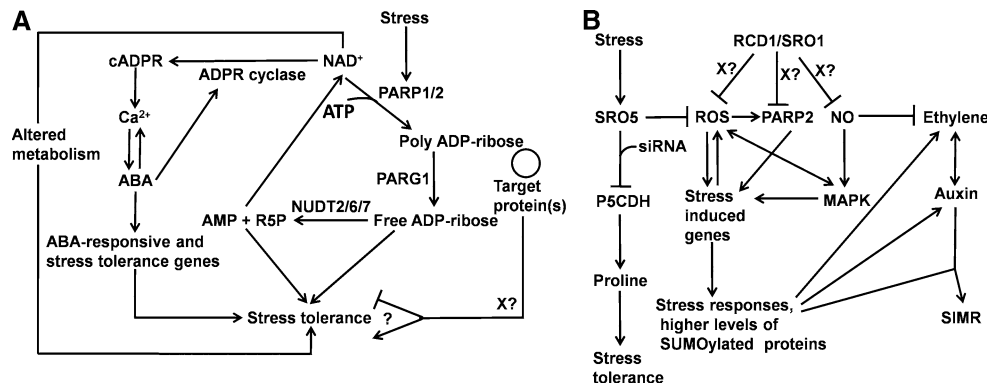 A
Stress
cADPR
NAD+
ADPR cyclase
PARP1/2
ATP
Ca2+
Altered
metabolism
Poly ADP-ribose
ABA
PARG1
Target
protein(s)
NUDT2/6/7
AMP + R5P
Free ADP-ribose
ABA-responsive and
stress tolerance genes
X?
Stress tolerance
?
B
Stress
RCD1/SRO1
X?
X?
X?
SRO5
ROS
PARP2
NO
Ethylene
siRNA
P5CDH
Stress
induced
genes
MAPK
Auxin
Proline
Stress responses,
higher levels of
SUMOylated proteins
SIMR
Stress
tolerance